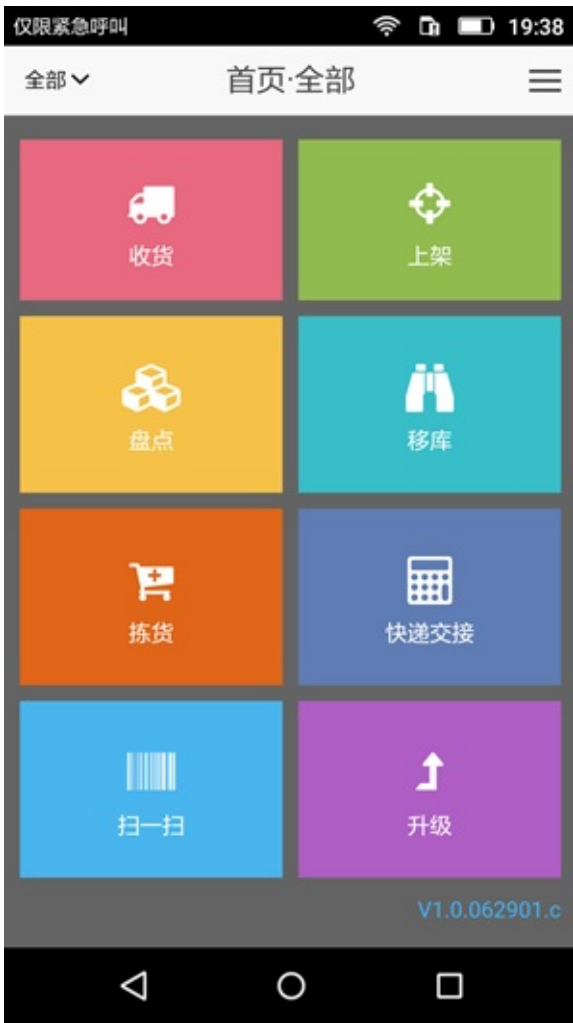 仅限紧急呼叫 19:38
全部 首页·全部
收货 上架
盘点 移库
拣货 快递交接
扫一扫 升级
V1.0.062901.c